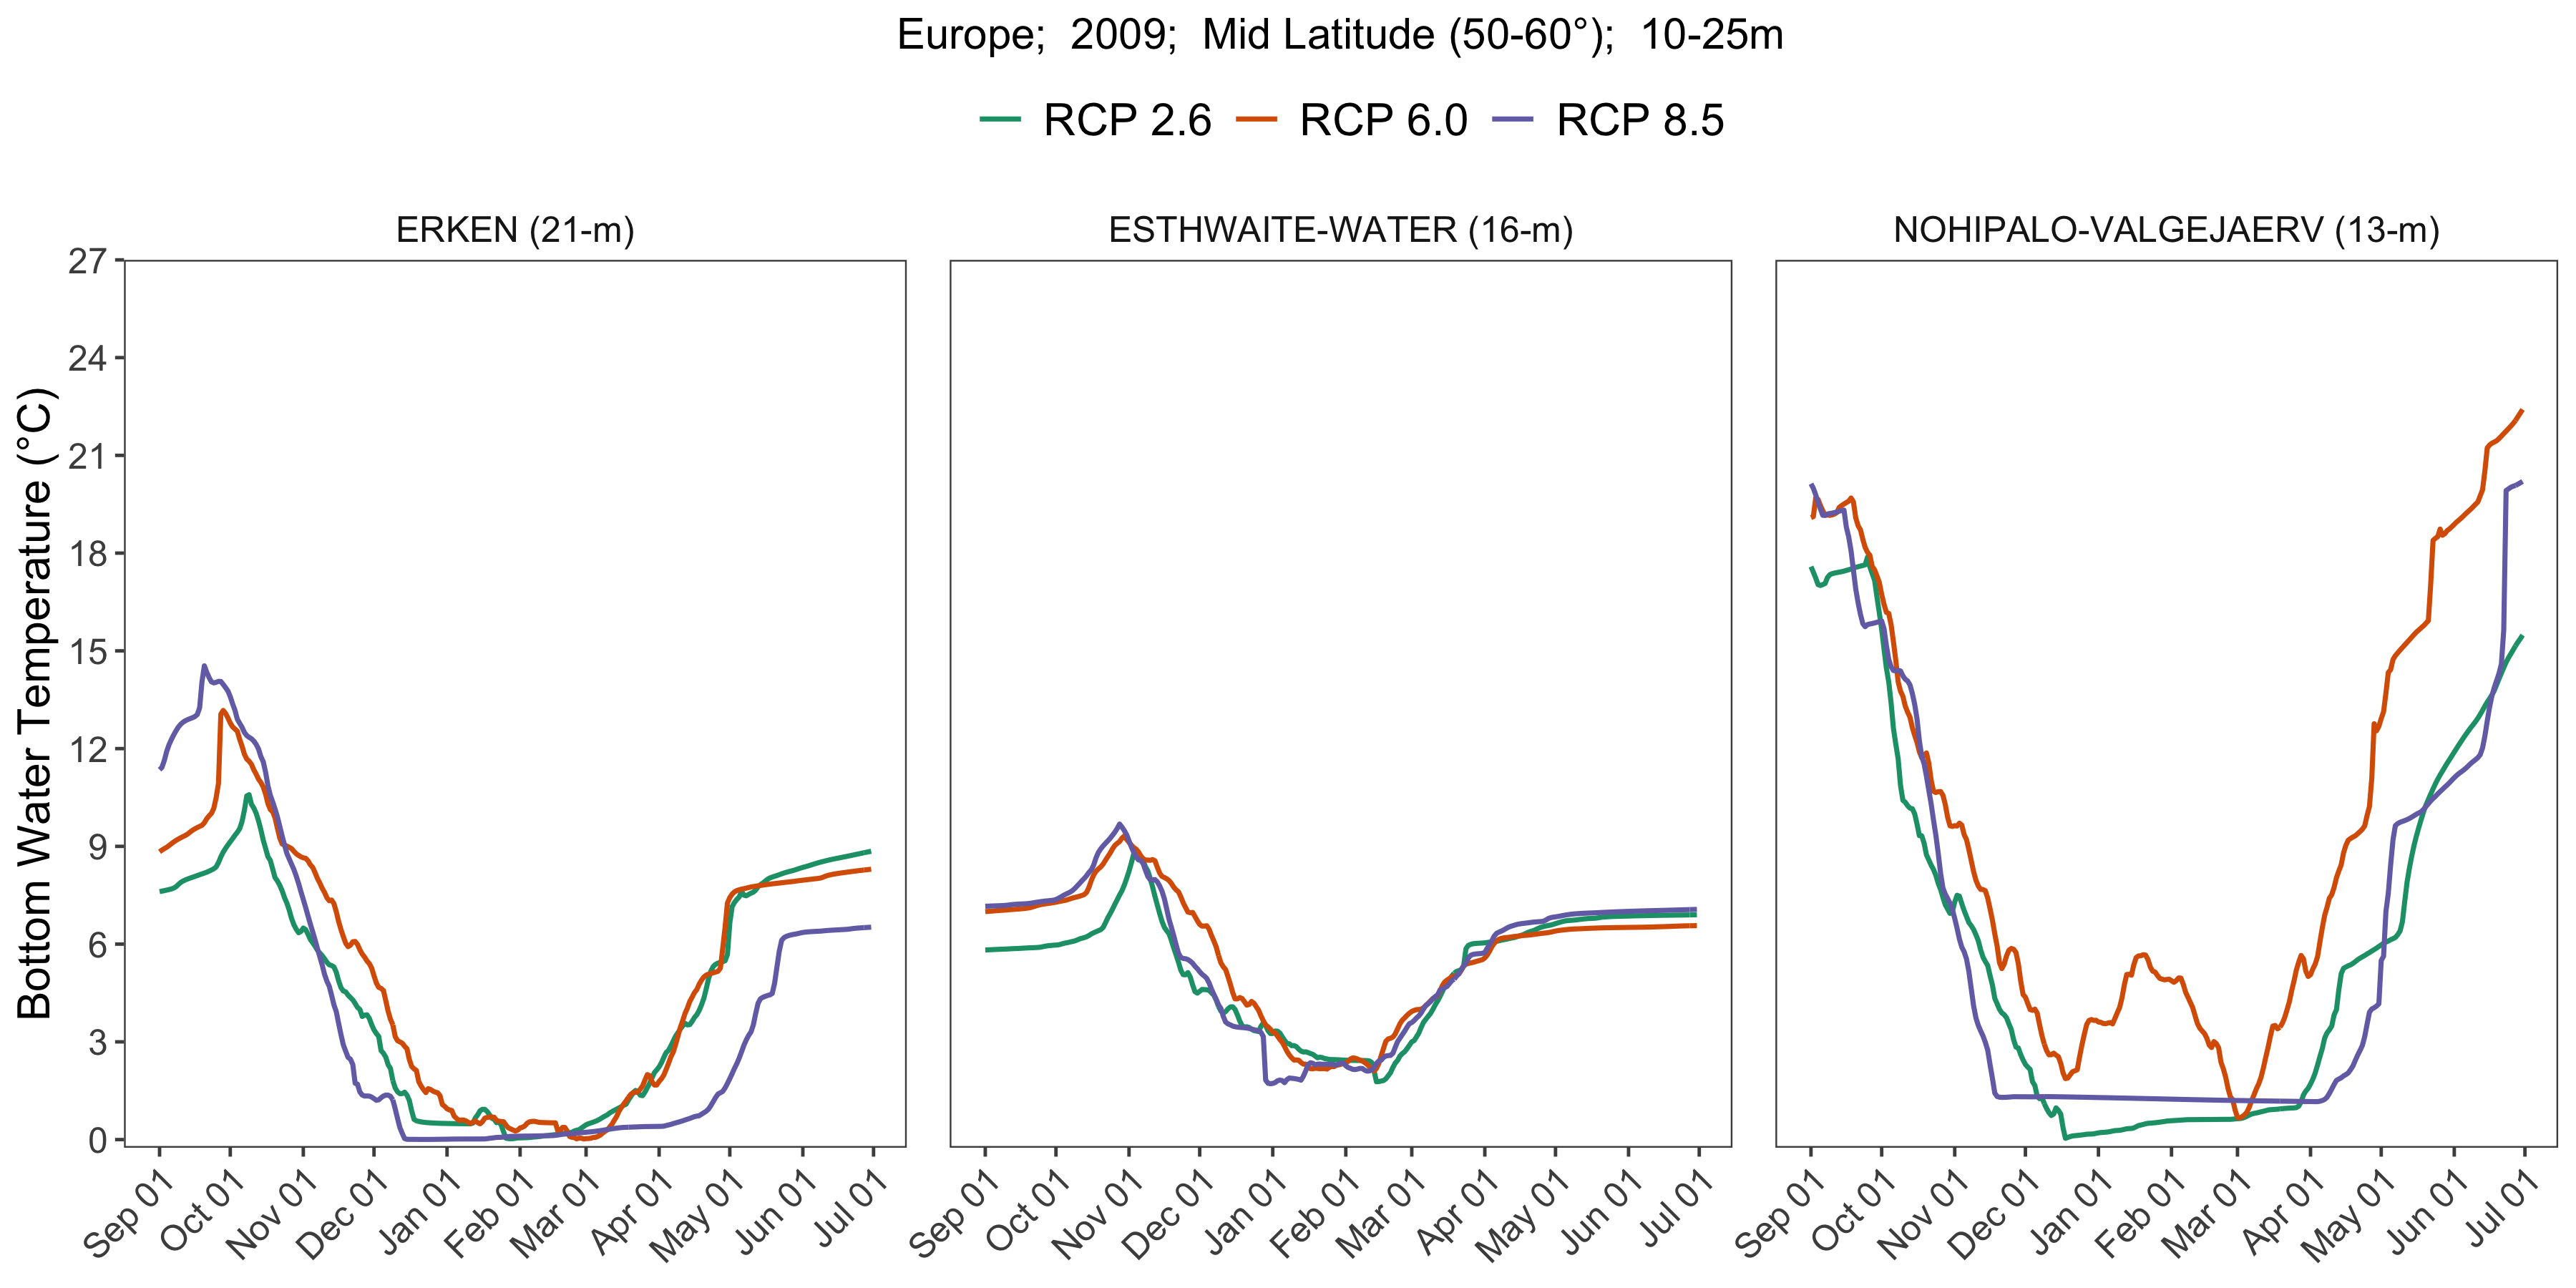 Europe;  2009;  Mid Latitude (50-60°);  10-25m
RCP 2.6 RCP 6.0 RCP 8.5
ERKEN (21-m) ESTHWAITE-WATER (16-m) NOHIPALO-VALGEJAERV (13-m)
Bottom Water Temperature (°C)
27
24
21
18
15
12
9
6
3
0
Sep 01 Oct 01 Nov 01 Dec 01 Jan 01 Feb 01 Mar 01 Apr 01 May 01 Jun 01 Jul 01
Sep 01 Oct 01 Nov 01 Dec 01 Jan 01 Feb 01 Mar 01 Apr 01 May 01 Jun 01 Jul 01
Sep 01 Oct 01 Nov 01 Dec 01 Jan 01 Feb 01 Mar 01 Apr 01 May 01 Jun 01 Jul 01